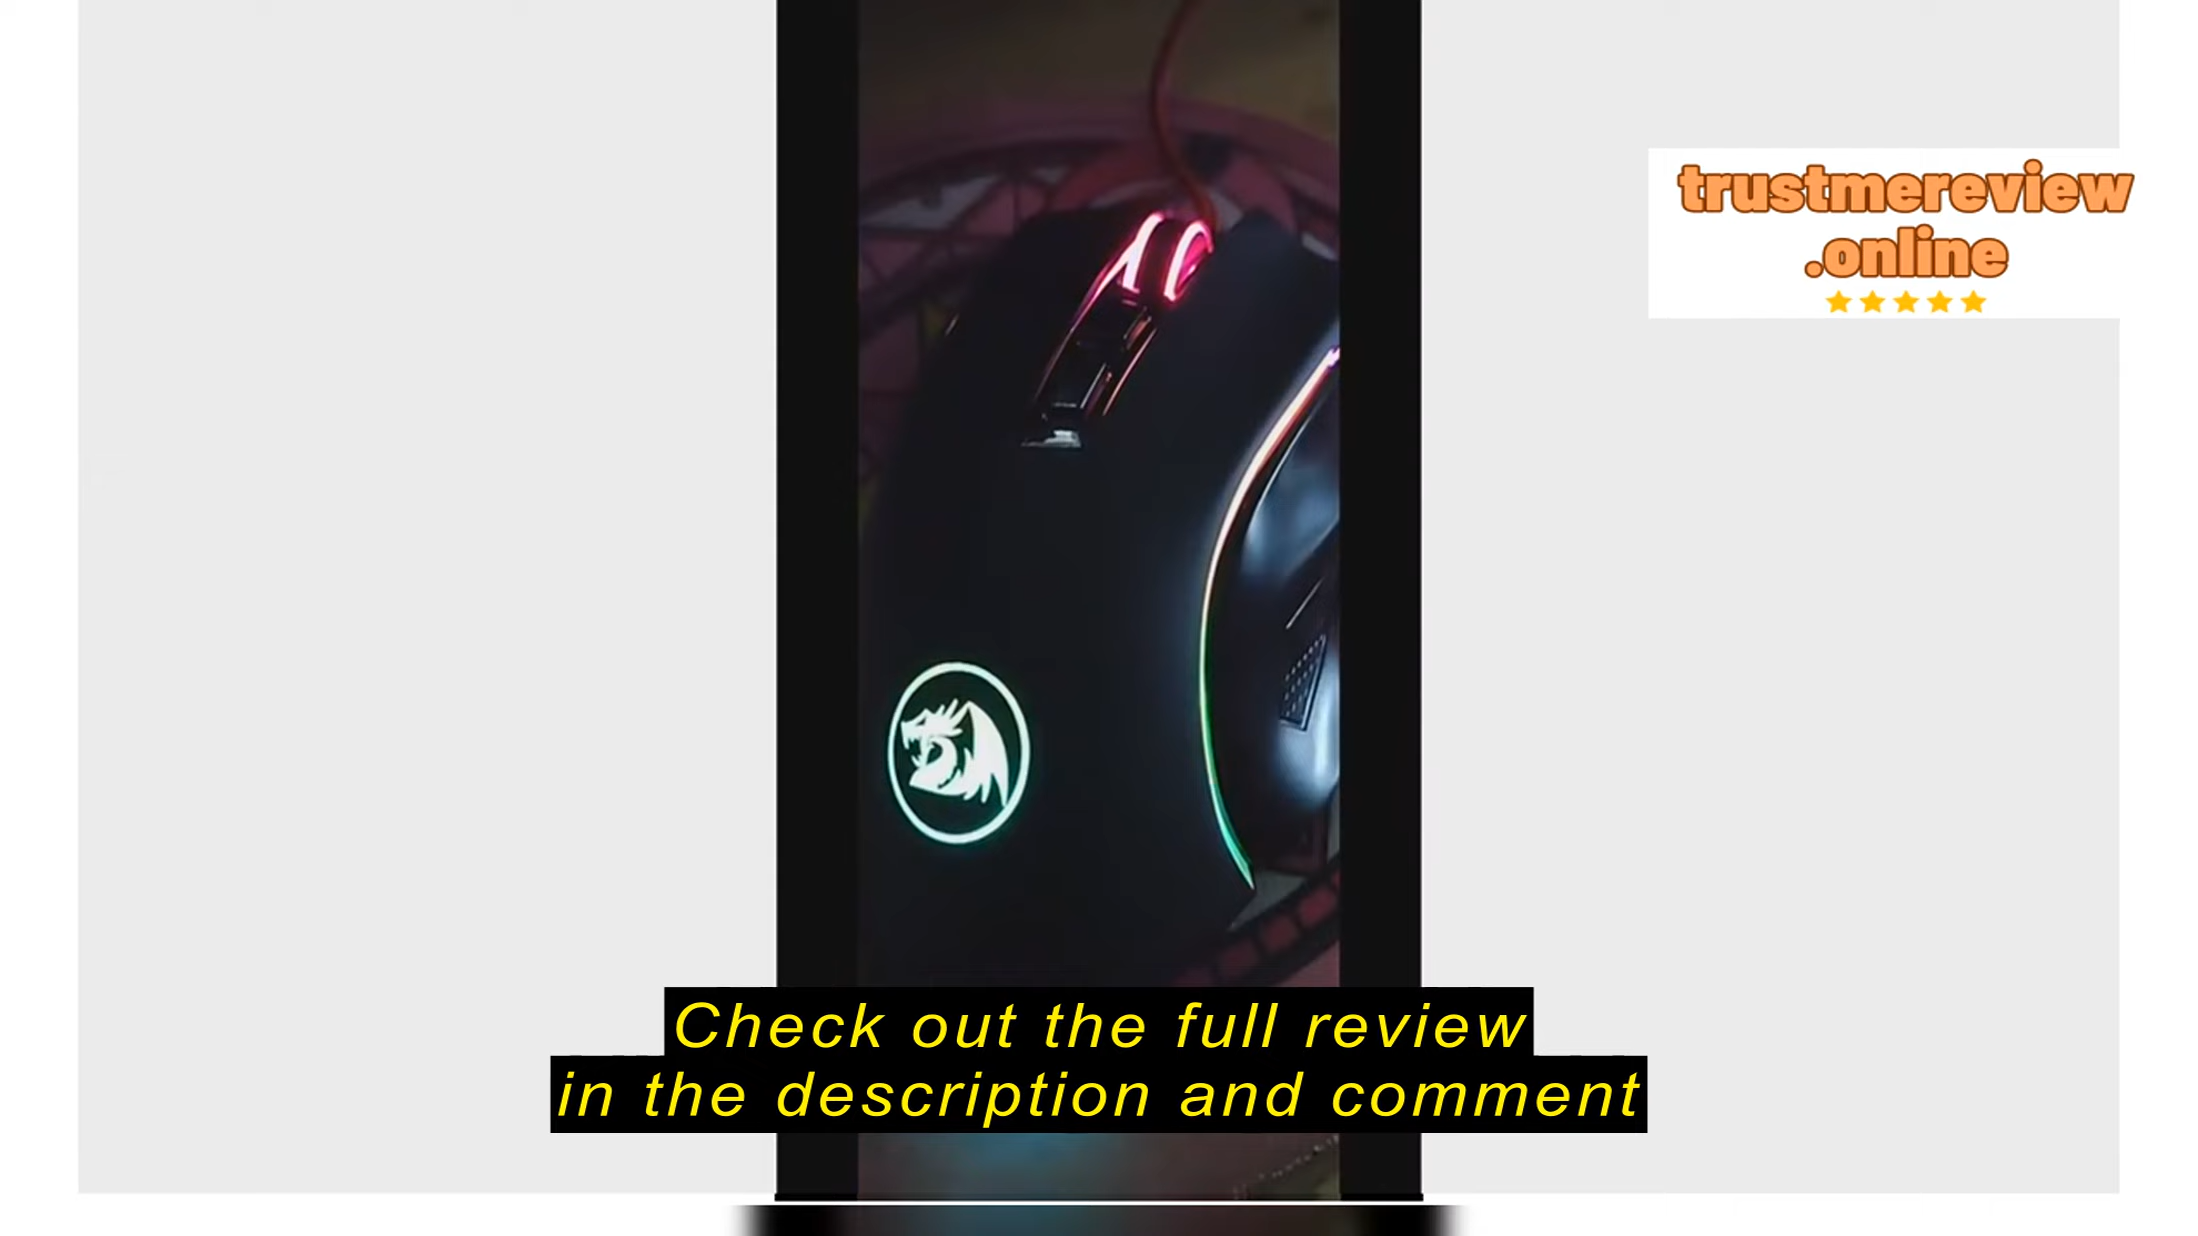 trustmereview
.online
Check out the full review
in the description and comment